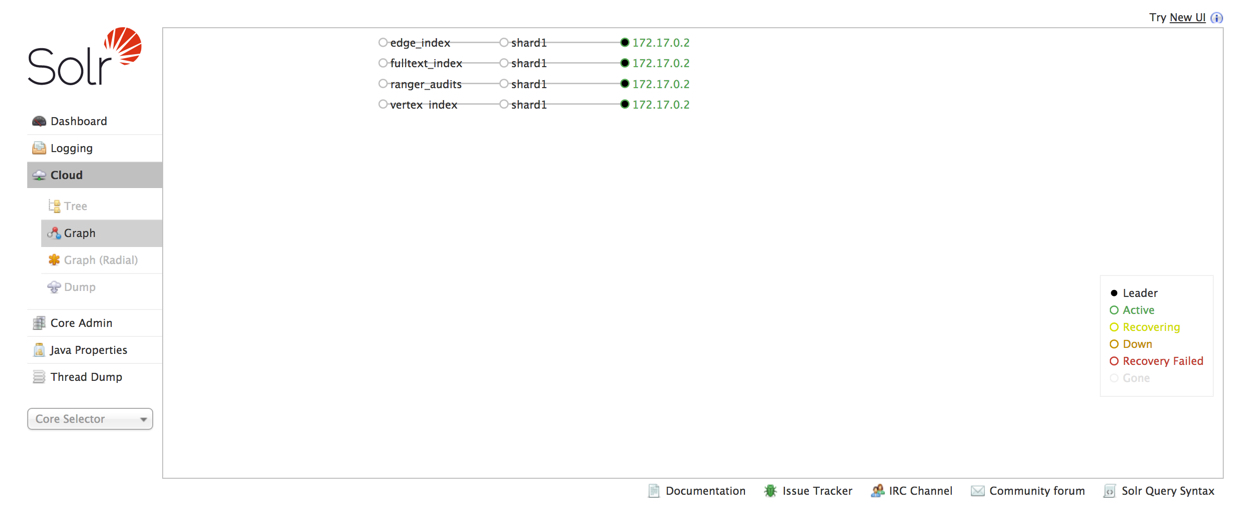 Try New UI
Solr
edge_index shard1 172.17.0.2
fulltext_index shard1 172.17.0.2
ranger_audits shard1 172.17.0.2
vertex_index shard1 172.17.0.2
Dashboard
Logging
Cloud
Tree
Graph
Graph (Radial)
Dump
Core Admin
Java Properties
Thread Dump
Core Selector
Leader
Active
Recovering
Down
Recovery Failed
Gone
Documentation Issue Tracker IRC Channel Community forum Solr Query Syntax